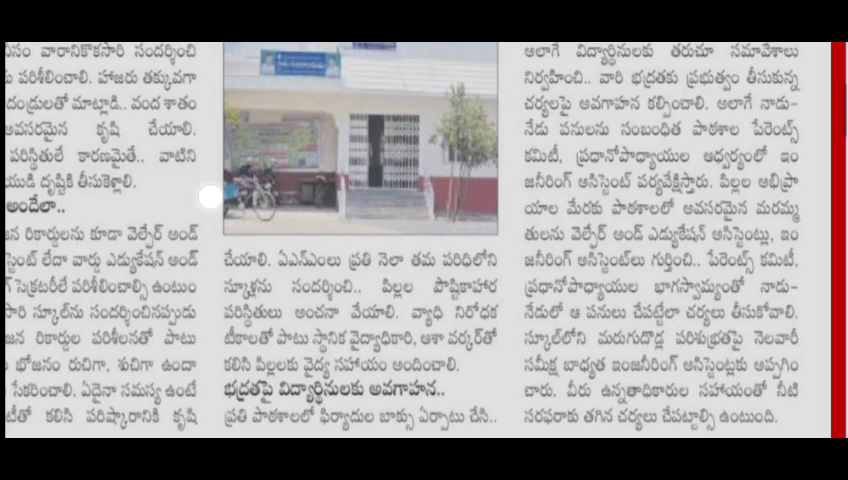 వారానికొకసారి సందర్శించి
పరిశీలించాలి. హాజరు తక్కువగా
మాట్లాడి.. వంద శాతం
అవసరమైన కృషి చేయాలి.
పరిస్థితులే కారణమైతే.. వాటిని
దృష్టికి తీసుకెళ్లాలి.
అందేలా..
రికార్డులను కూడా వెల్ఫేర్ అండ్
లేదా వార్డు ఎడ్యుకేషన్ అండ్
సెక్రటరీలే పరిశీలించాల్సి ఉంటుం
స్కూల్‌ను సందర్శించినప్పుడు
రికార్డుల పరిశీలనతో పాటు
భోజనం రుచిగా, శుచిగా ఉందా
సేకరించాలి. ఏదైనా సమస్య ఉంటే
కలిసి పరిష్కారానికి కృషి
చేయాలి. ఏఎన్ఎంలు ప్రతి నెలా తమ పరిధిలోని
స్కూళ్లను సందర్శించి.. పిల్లల పౌష్టికాహార
పరిస్థితులు అంచనా వేయాలి. వ్యాధి నిరోధక
టీకాలతో పాటు స్థానిక వైద్యాధికారి, ఆశా వర్కర్‌తో
కలిసి పిల్లలకు వైద్య సహాయం అందించాలి.
భద్రతపై విద్యార్థినులకు అవగాహన..
ప్రతి పాఠశాలలో ఫిర్యాదుల బాక్సు ఏర్పాటు చేసి..
అలాగే విద్యార్థినులకు తరుచూ సమావేశాలు
నిర్వహించి.. వారి భద్రతకు ప్రభుత్వం తీసుకున్న
చర్యలపై అవగాహన కల్పించాలి. అలాగే నాడు–
నేడు పనులను సంబంధిత పాఠశాల పేరెంట్స్
కమిటీ, ప్రధానోపాధ్యాయుల ఆధ్వర్యంలో ఇం
జనీరింగ్ అసిస్టెంట్ పర్యవేక్షిస్తారు. పిల్లల అభిప్రా
యాల మేరకు పాఠశాలలో అవసరమైన మరమ్మ
తులను వెల్ఫేర్ అండ్ ఎడ్యుకేషన్ అసిస్టెంట్లు, ఇం
జనీరింగ్ అసిస్టెంట్‌లు గుర్తించి.. పేరెంట్స్ కమిటీ,
ప్రధానోపాధ్యాయుల భాగస్వామ్యంతో నాడు–
నేడులో ఆ పనులు చేపట్టేలా చర్యలు తీసుకోవాలి.
స్కూల్‌లోని మరుగుదొడ్ల పరిశుభ్రతపై నెలవారీ
సమీక్ష బాధ్యత ఇంజనీరింగ్ అసిస్టెంట్లకు అప్పగిం
చారు. వీరు ఉన్నతాధికారుల సహాయంతో నీటి
సరఫరాకు తగిన చర్యలు చేపట్టాల్సి ఉంటుంది.